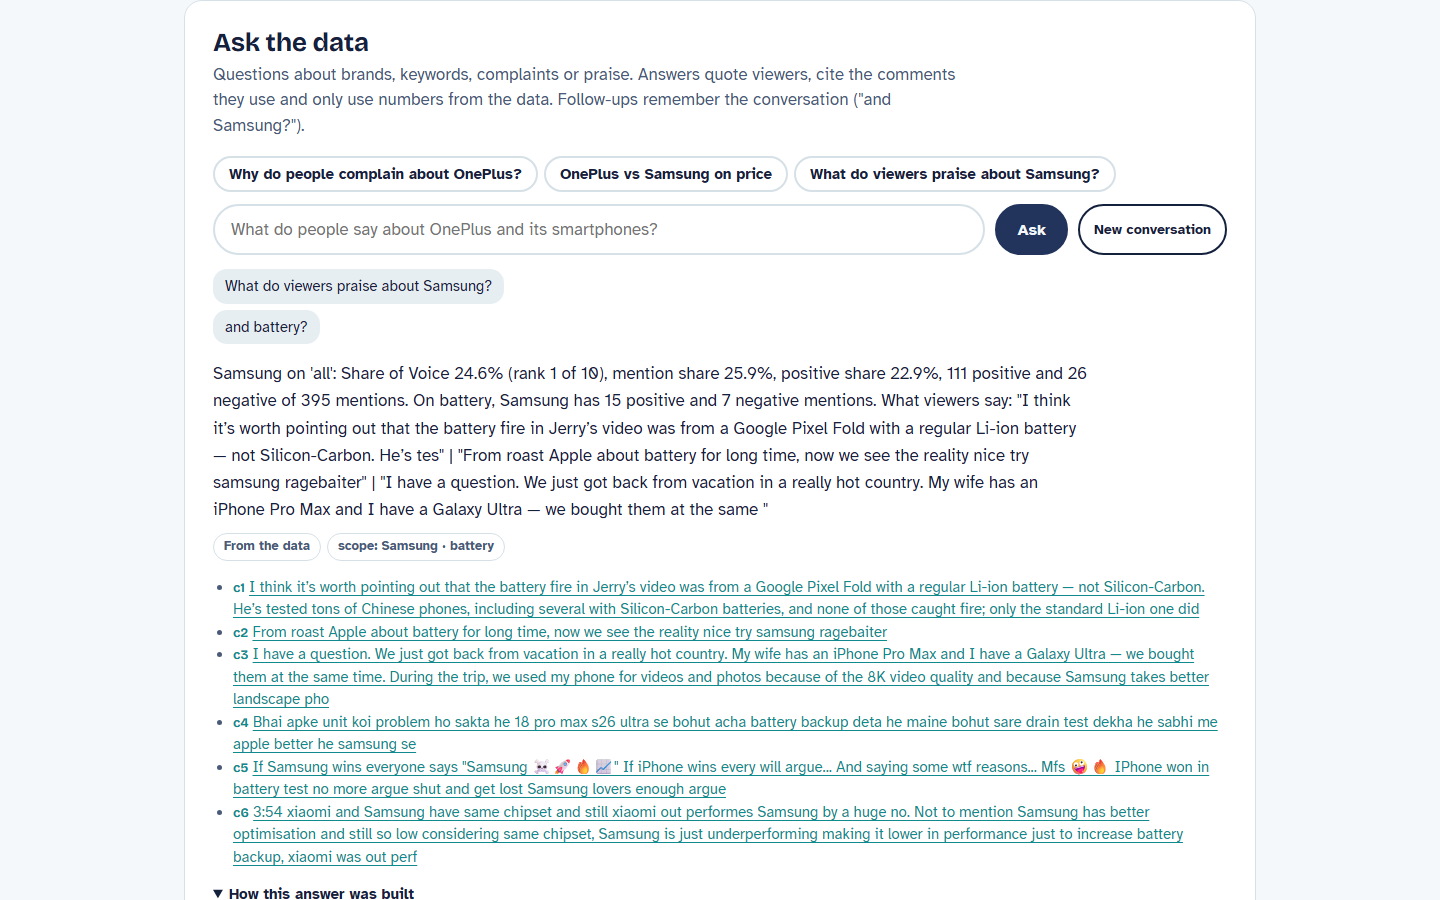 Ask the data
Questions about brands, keywords, complaints or praise. Answers quote viewers, cite the comments
they use and only use numbers from the data. Follow-ups remember the conversation ("and
Samsung?").
Why do people complain about OnePlus? OnePlus vs Samsung on price What do viewers praise about Samsung?
What do people say about OnePlus and its smartphones? Ask New conversation
What do viewers praise about Samsung?
and battery?
Samsung on 'all': Share of Voice 24.6% (rank 1 of 10), mention share 25.9%, positive share 22.9%, 111 positive and 26
negative of 395 mentions. On battery, Samsung has 15 positive and 7 negative mentions. What viewers say: "I think
it’s worth pointing out that the battery fire in Jerry’s video was from a Google Pixel Fold with a regular Li-ion battery
— not Silicon-Carbon. He’s tes" | "From roast Apple about battery for long time, now we see the reality nice try
samsung ragebaiter" | "I have a question. We just got back from vacation in a really hot country. My wife has an
iPhone Pro Max and I have a Galaxy Ultra — we bought them at the same "
From the data scope: Samsung · battery
c1 I think it’s worth pointing out that the battery fire in Jerry’s video was from a Google Pixel Fold with a regular Li-ion battery — not Silicon-Carbon.
He’s tested tons of Chinese phones, including several with Silicon-Carbon batteries, and none of those caught fire; only the standard Li-ion one did
c2 From roast Apple about battery for long time, now we see the reality nice try samsung ragebaiter
c3 I have a question. We just got back from vacation in a really hot country. My wife has an iPhone Pro Max and I have a Galaxy Ultra — we bought
them at the same time. During the trip, we used my phone for videos and photos because of the 8K video quality and because Samsung takes better
landscape pho
c4 Bhai apke unit koi problem ho sakta he 18 pro max s26 ultra se bohut acha battery backup deta he maine bohut sare drain test dekha he sabhi me
apple better he samsung se
c5 If Samsung wins everyone says "Samsung ☠️ 🚀 🔥 📈" If iPhone wins every will argue... And saying some wtf reasons... Mfs 🤪 🔥 IPhone won in
battery test no more argue shut and get lost Samsung lovers enough argue
c6 3:54 xiaomi and Samsung have same chipset and still xiaomi out performes Samsung by a huge no. Not to mention Samsung has better
optimisation and still so low considering same chipset, Samsung is just underperforming making it lower in performance just to increase battery
backup, xiaomi was out perf
▼ How this answer was built